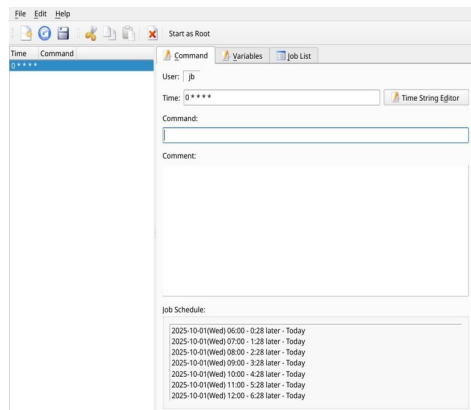 File Edit Help
Start as Root
Time Command
0 * * * *
Command Variables Job List
User: jb
Time: 0 * * * * Time String Editor
Command:
Comment:
Job Schedule:
2025-10-01(Wed) 06:00 - 0:28 later - Today
2025-10-01(Wed) 07:00 - 1:28 later - Today
2025-10-01(Wed) 08:00 - 2:28 later - Today
2025-10-01(Wed) 09:00 - 3:28 later - Today
2025-10-01(Wed) 10:00 - 4:28 later - Today
2025-10-01(Wed) 11:00 - 5:28 later - Today
2025-10-01(Wed) 12:00 - 6:28 later - Today